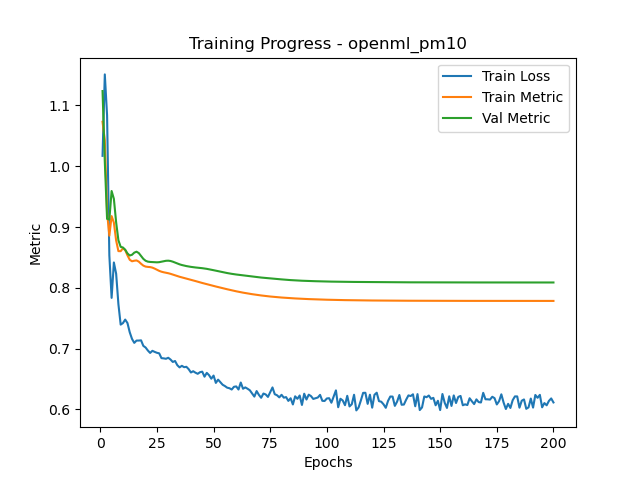 Training Progress - openml_pm10
Train Loss
Train Metric
Val Metric
Metric
1.1
1.0
0.9
0.8
0.7
0.6
0
25
50
75
100
125
150
175
200
Epochs